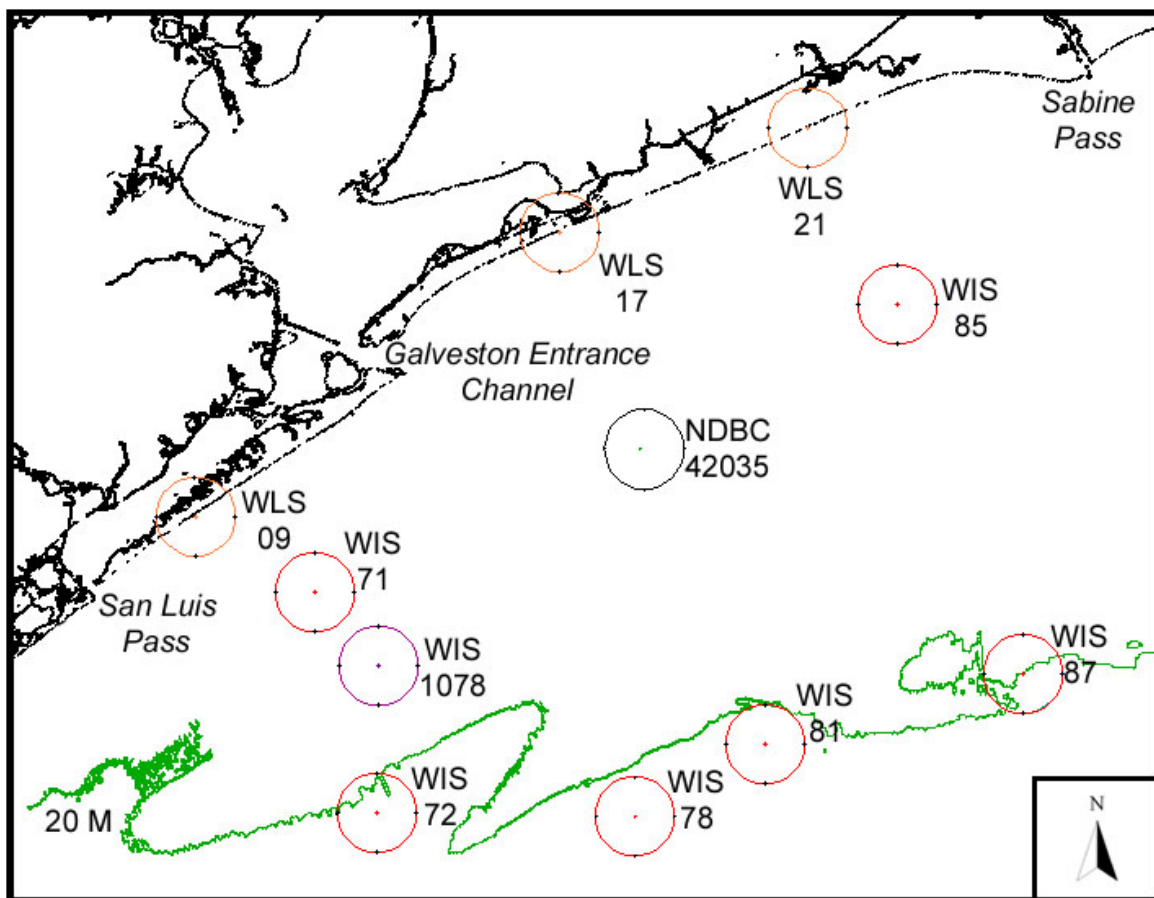 Sabine
Pass
WLS
21
WLS
17
WIS
85
Galveston Entrance
Channel
NDBC
42035
WLS
09
WIS
71
San Luis
Pass
WIS
1078
WIS
87
WIS
81
WIS
72
WIS
78
20 M
N